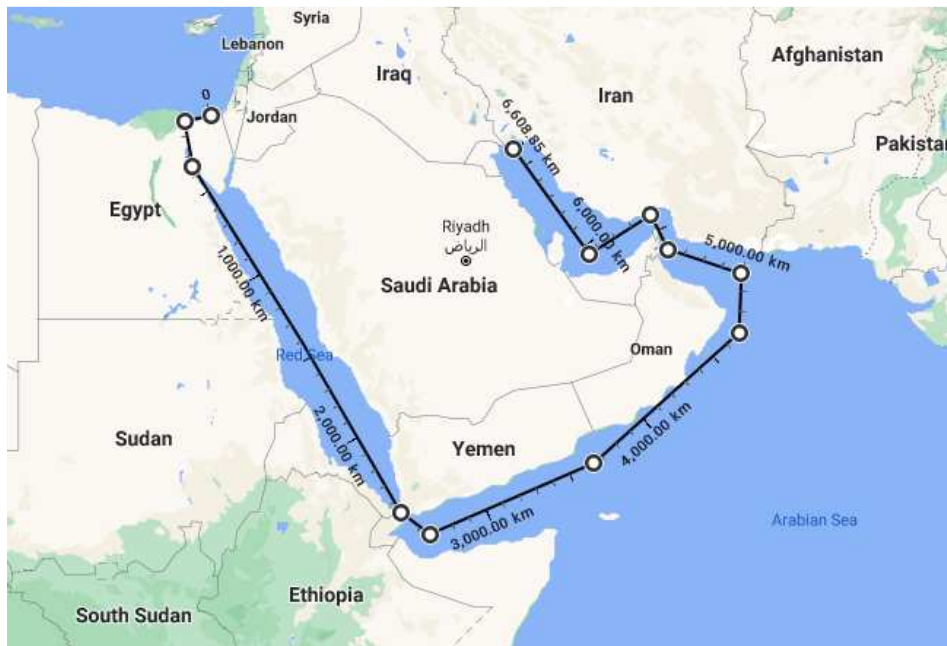 Syria
Lebanon
Afghanistan
Iraq
Iran
0
Jordan
6,608.85 km
Pakistan
Egypt
6,000.00 km
Riyadh
الرياض
5,000.00 km
1,000.00 km
Saudi Arabia
Red Sea
Oman
2,000.00 km
4,000.00 km
Sudan
Yemen
3,000.00 km
Arabian Sea
Ethiopia
South Sudan